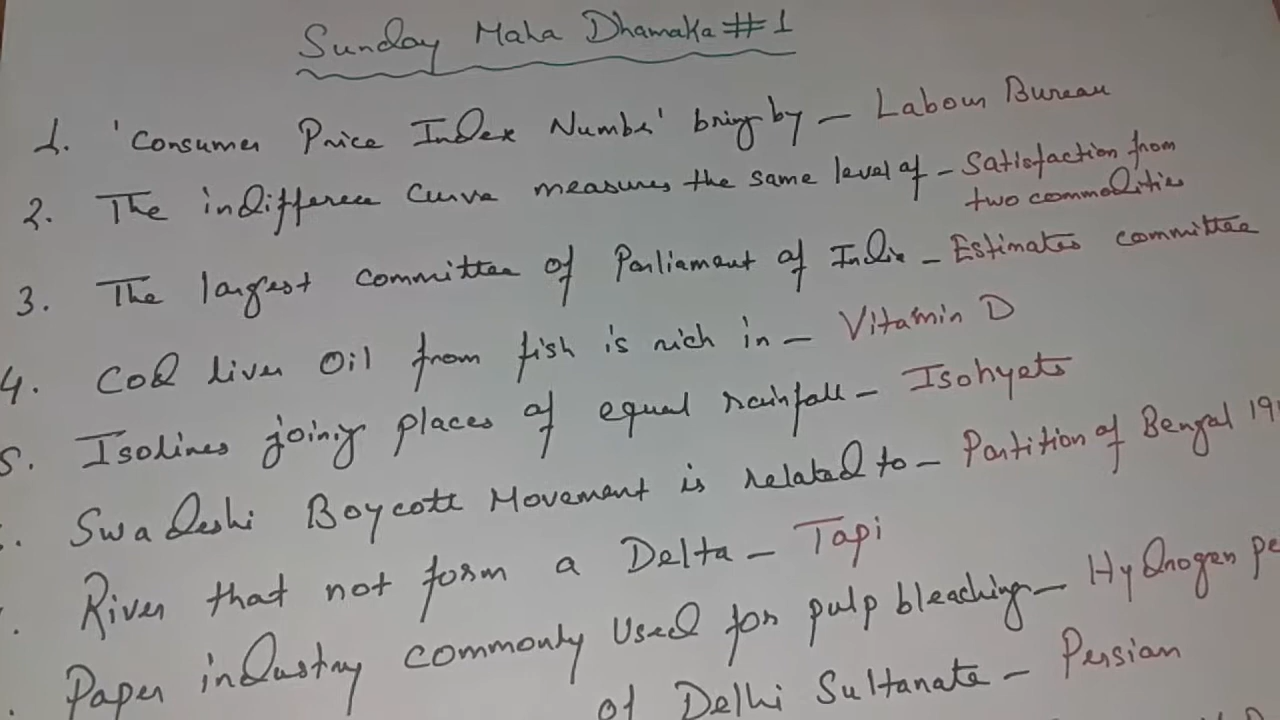 Sunday Maha Dhamaka #1
1. 'Consumer Price Index Number' bring by – Labour Bureau
2. The indifferece curve measures the same level of – Satisfaction from
two commodities
3. The largest committee of Parliament of India – Estimates committee
4. Cod liver oil from fish is rich in – Vitamin D
5. Isolines joining places of equal rainfall – Isohyets
. Swadeshi Boycott Movement is related to – Partition of Bengal 19
. River that not form a Delta – Tapi
. Paper industry commonly used for pulp bleaching – Hydrogen pe
of Delhi Sultanate – Persian